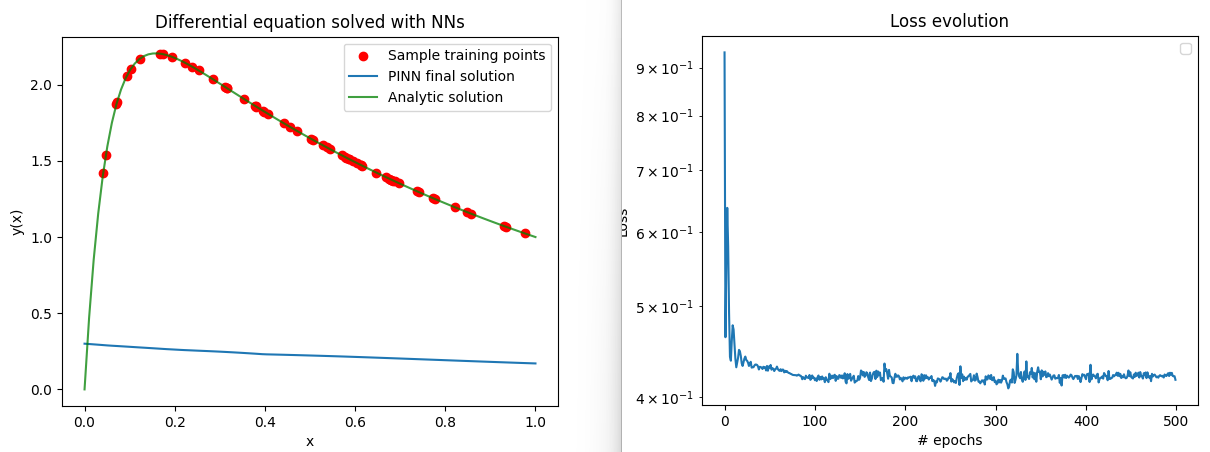 Differential equation solved with NNs
Sample training points
PINN final solution
Analytic solution
y(x)
2.0
1.5
1.0
0.5
0.0
0.0 0.2 0.4 0.6 0.8 1.0
x
Loss evolution
Loss
9 × 10⁻¹
8 × 10⁻¹
7 × 10⁻¹
6 × 10⁻¹
5 × 10⁻¹
4 × 10⁻¹
0 100 200 300 400 500
# epochs